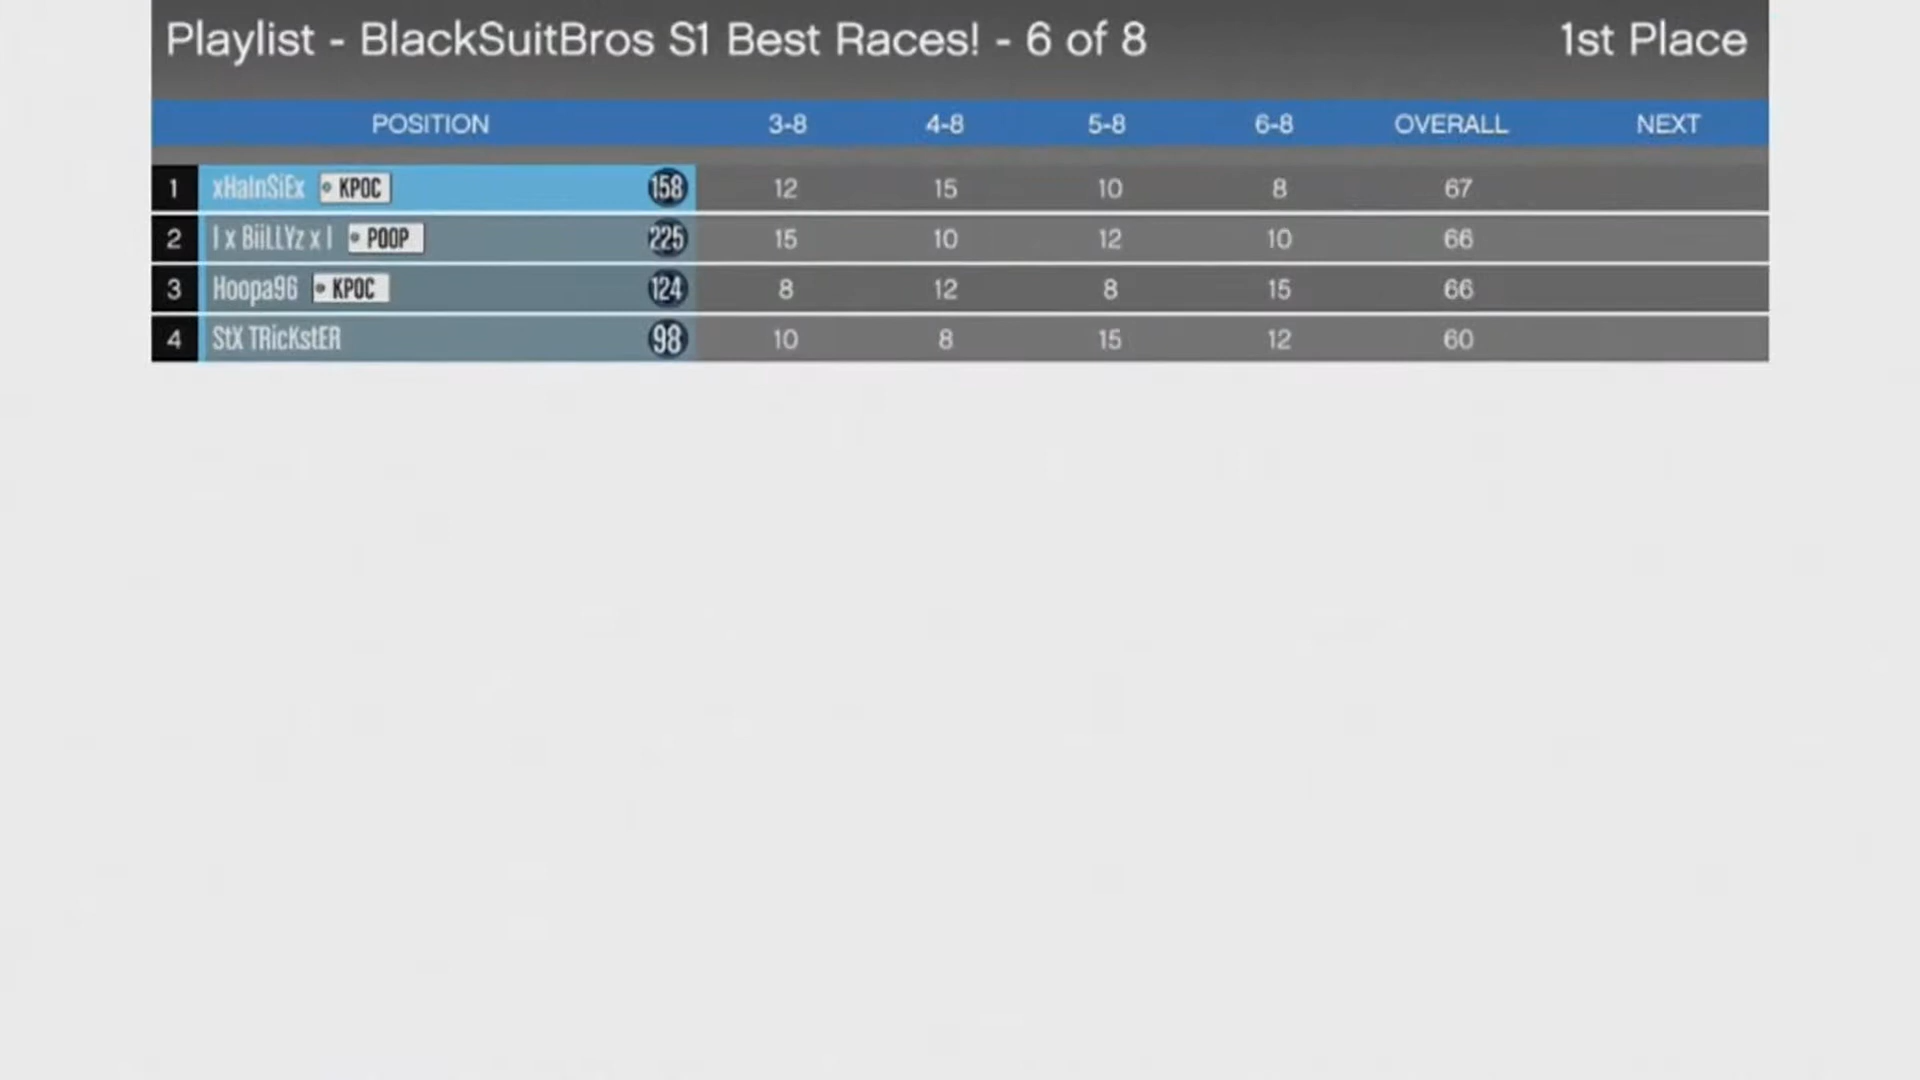 Playlist - BlackSuitBros S1 Best Races! - 6 of 8 1st Place
POSITION 3-8 4-8 5-8 6-8 OVERALL NEXT
1 xHaInSiEx KPOC 158 12 15 10 8 67
2 I x BiiLLYz x I POOP 225 15 10 12 10 66
3 Hoopa96 KPOC 124 8 12 8 15 66
4 StX TRicKstER 98 10 8 15 12 60